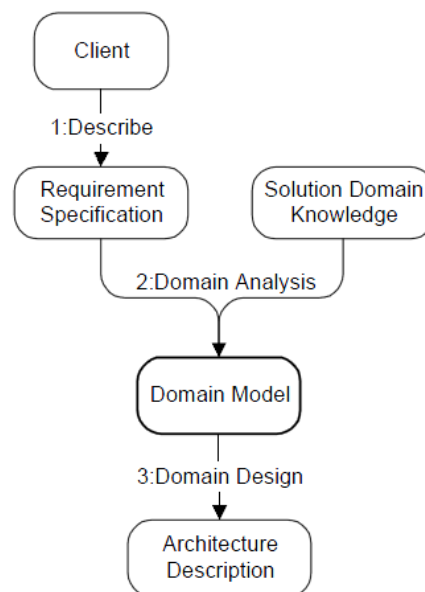 Client
1:Describe
Requirement
Specification
Solution Domain
Knowledge
2:Domain Analysis
Domain Model
3:Domain Design
Architecture
Description